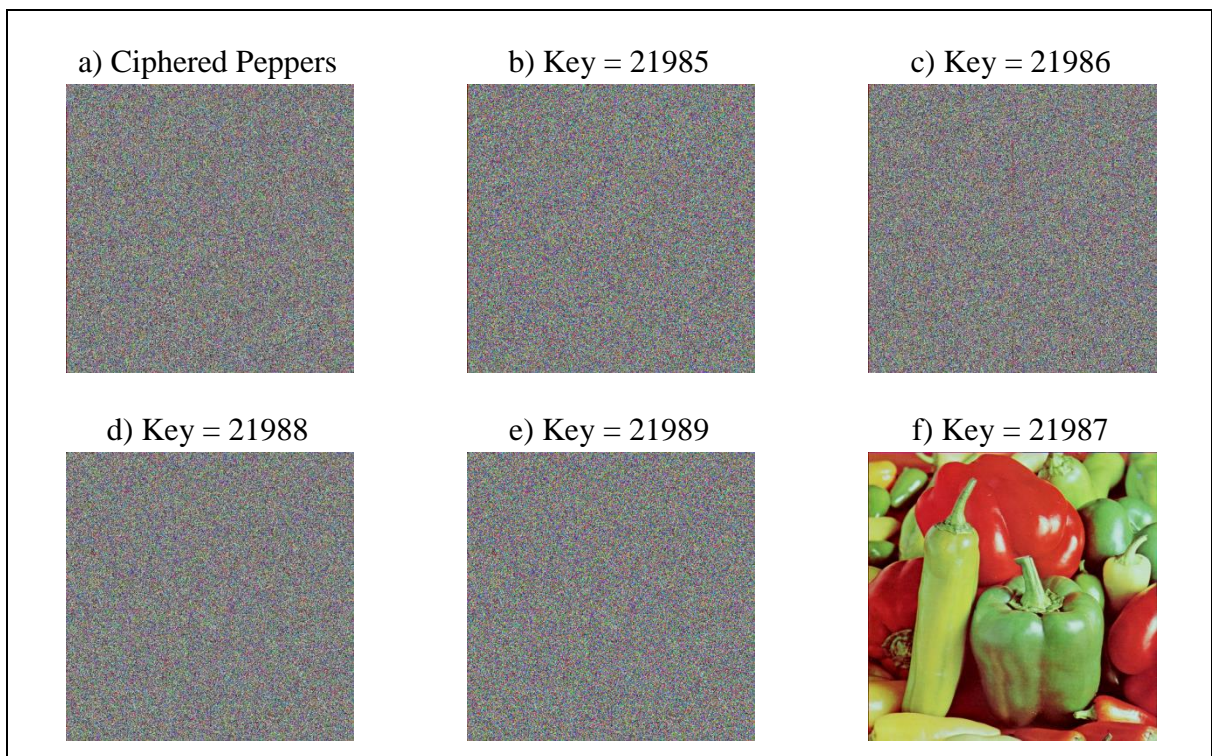 a) Ciphered Peppers
b) Key = 21985
c) Key = 21986
d) Key = 21988
e) Key = 21989
f) Key = 21987